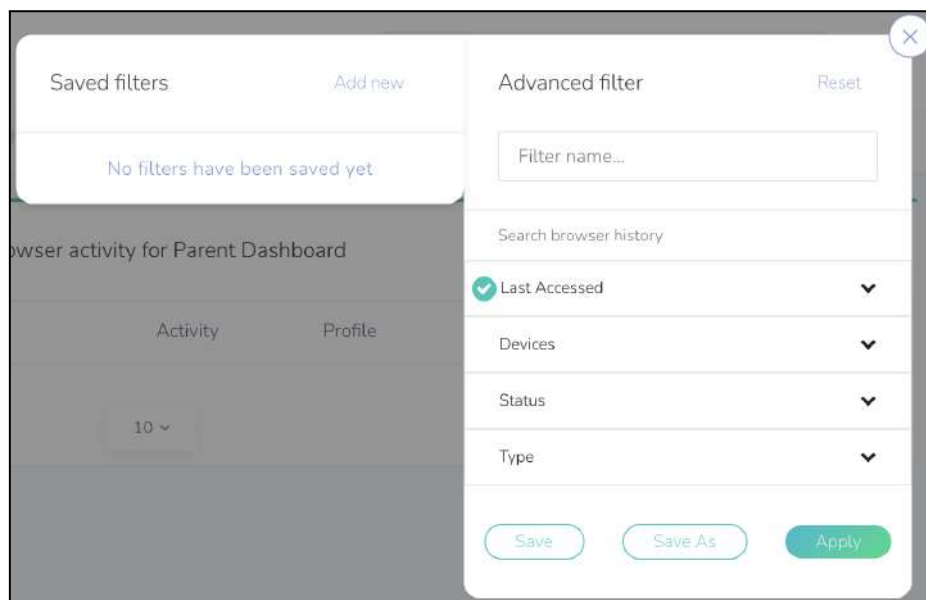 Saved filters
Add new
No filters have been saved yet
Advanced filter
Reset
Filter name...
Search browser history
Last Accessed
Devices
Status
Type
Save
Save As
Apply
activity for Parent Dashboard
Activity
Profile
10